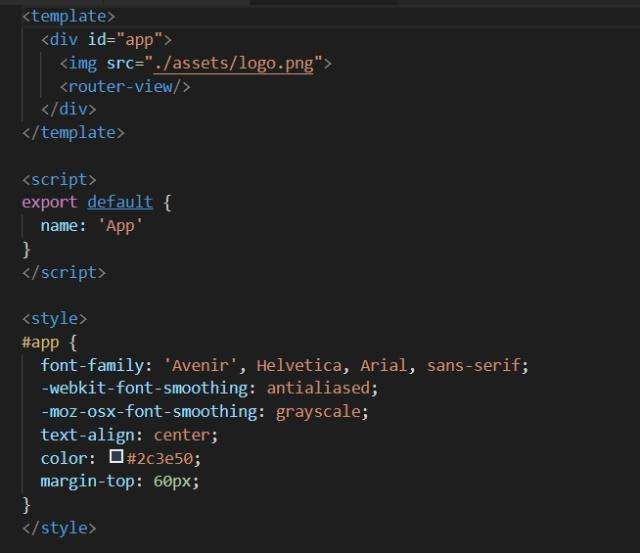 <template>
  <div id="app">
    <img src="./assets/logo.png">
    <router-view/>
  </div>
</template>

<script>
export default {
  name: 'App'
}
</script>

<style>
#app {
  font-family: 'Avenir', Helvetica, Arial, sans-serif;
  -webkit-font-smoothing: antialiased;
  -moz-osx-font-smoothing: grayscale;
  text-align: center;
  color: #2c3e50;
  margin-top: 60px;
}
</style>